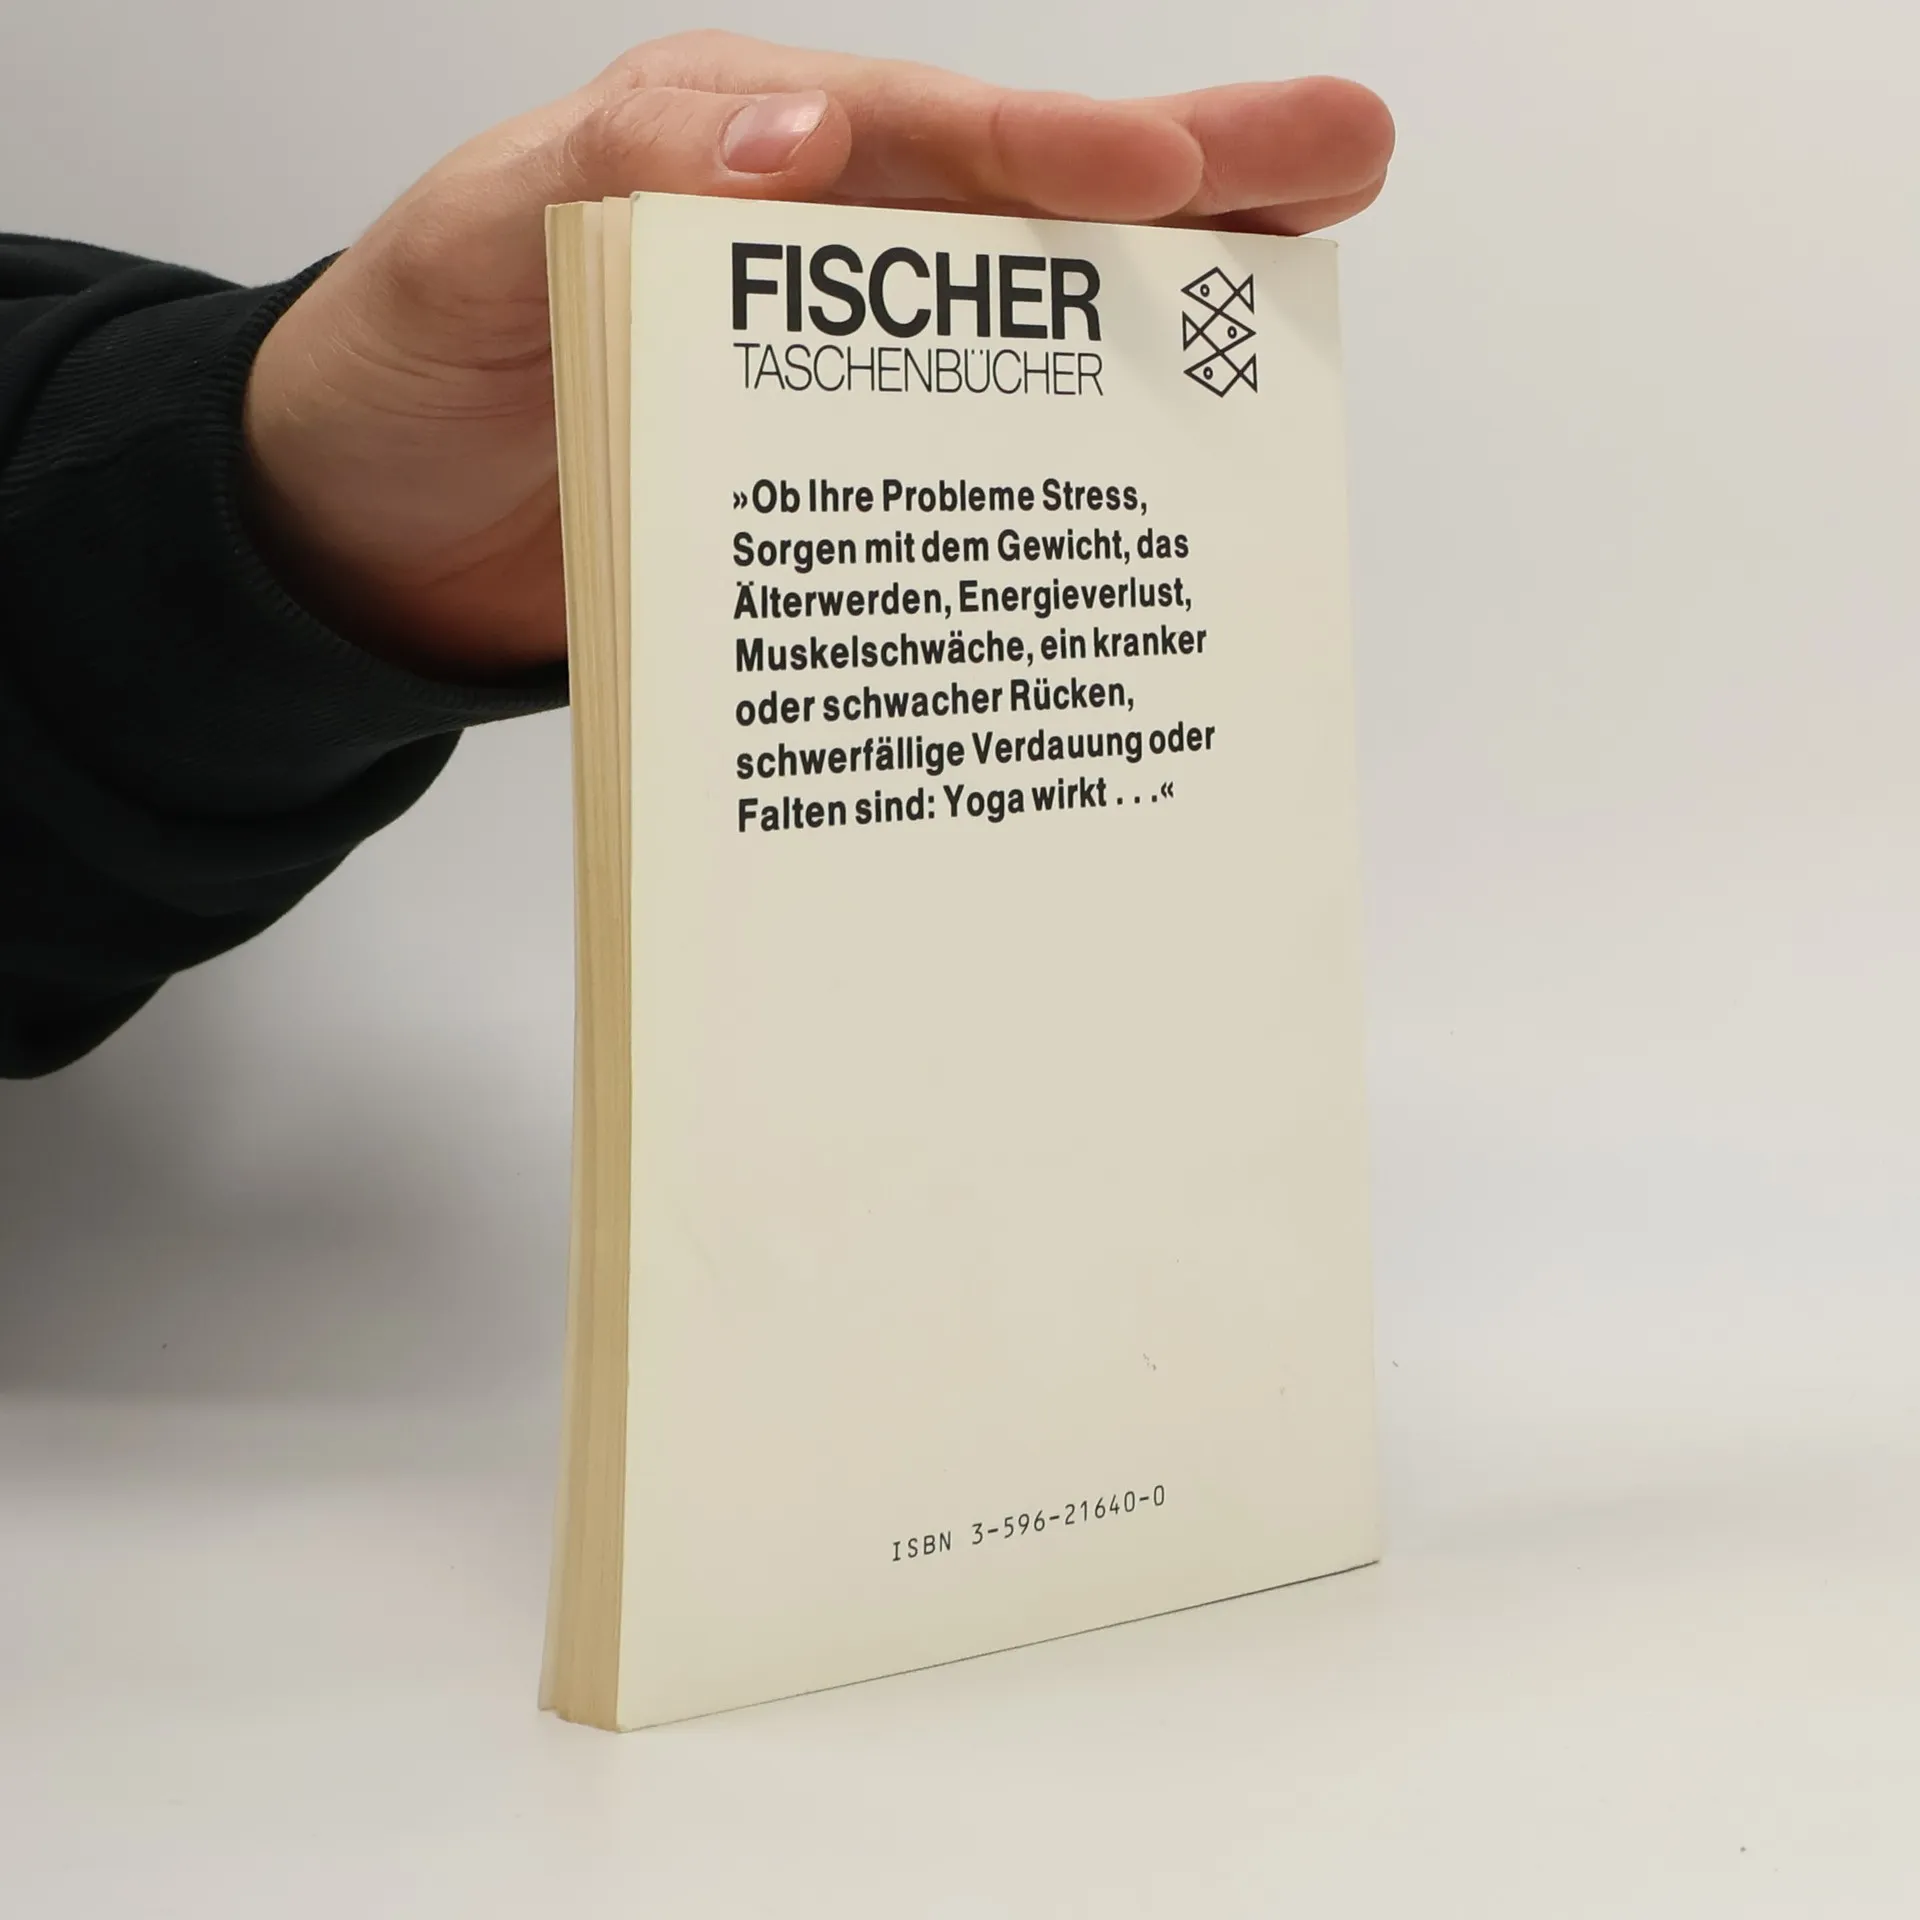 FISCHER
TASCHENBÜCHER
»Ob Ihre Probleme Stress,
Sorgen mit dem Gewicht, das
Älterwerden, Energieverlust,
Muskelschwäche, ein kranker
oder schwacher Rücken,
schwerfällige Verdauung oder
Falten sind: Yoga wirkt . . .«
ISBN 3-596-21640-0